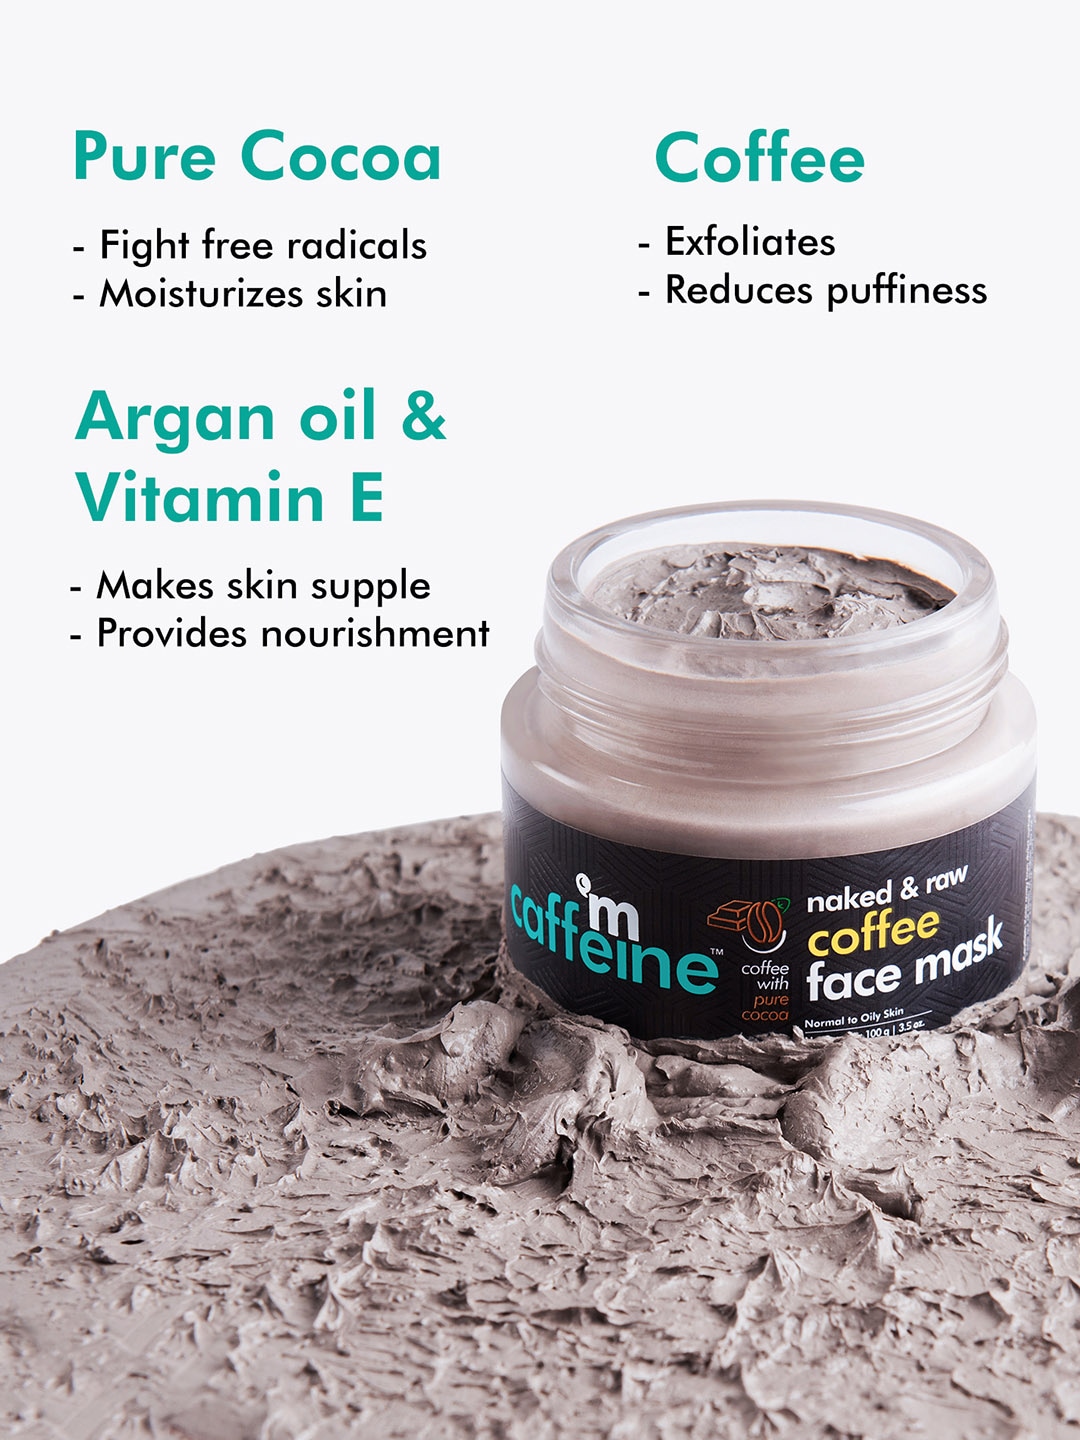 Pure Cocoa
- Fight free radicals
- Moisturizes skin
Coffee
- Exfoliates
- Reduces puffiness
Argan oil &
Vitamin E
- Makes skin supple
- Provides nourishment
m
caffeine™
coffee
with
pure
cocoa
naked & raw
coffee
face mask
Normal to Oily Skin
100 g | 3.5 oz.